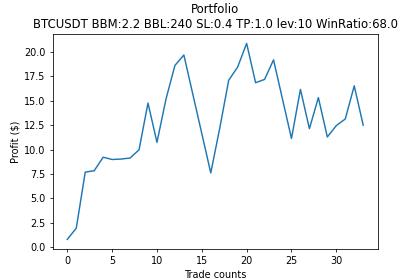 Portfolio
BTCUSDT BBM:2.2 BBL:240 SL:0.4 TP:1.0 lev:10 WinRatio:68.0
Profit ($)
20.0
17.5
15.0
12.5
10.0
7.5
5.0
2.5
0.0
0 5 10 15 20 25 30
Trade counts